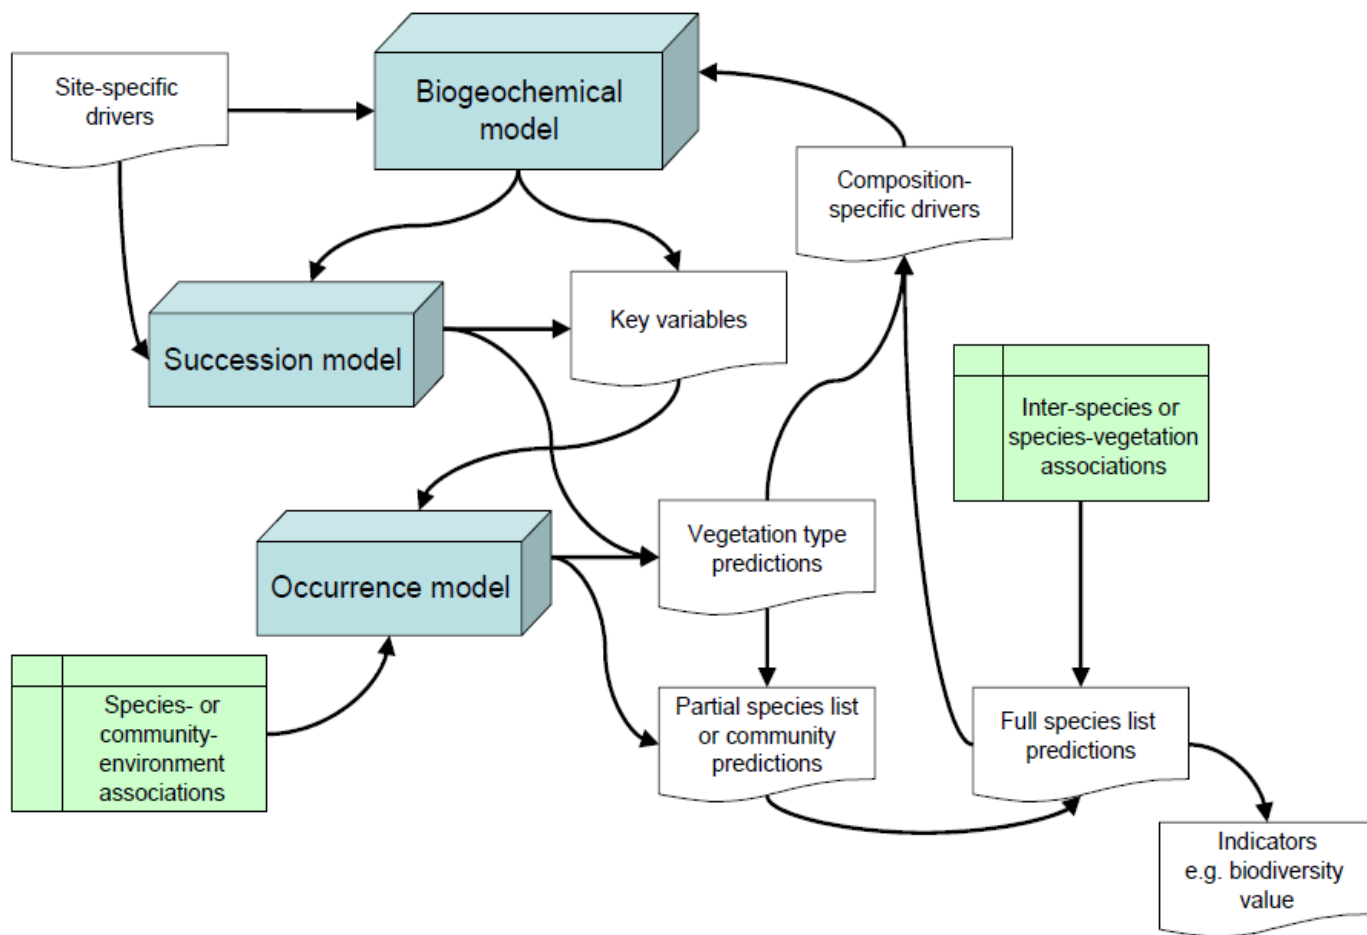 Site-specific
drivers
Biogeochemical
model
Composition-
specific drivers
Succession model
Key variables
Inter-species or
species-vegetation
associations
Occurrence model
Vegetation type
predictions
Species- or
community-
environment
associations
Partial species list
or community
predictions
Full species list
predictions
Indicators
e.g. biodiversity
value